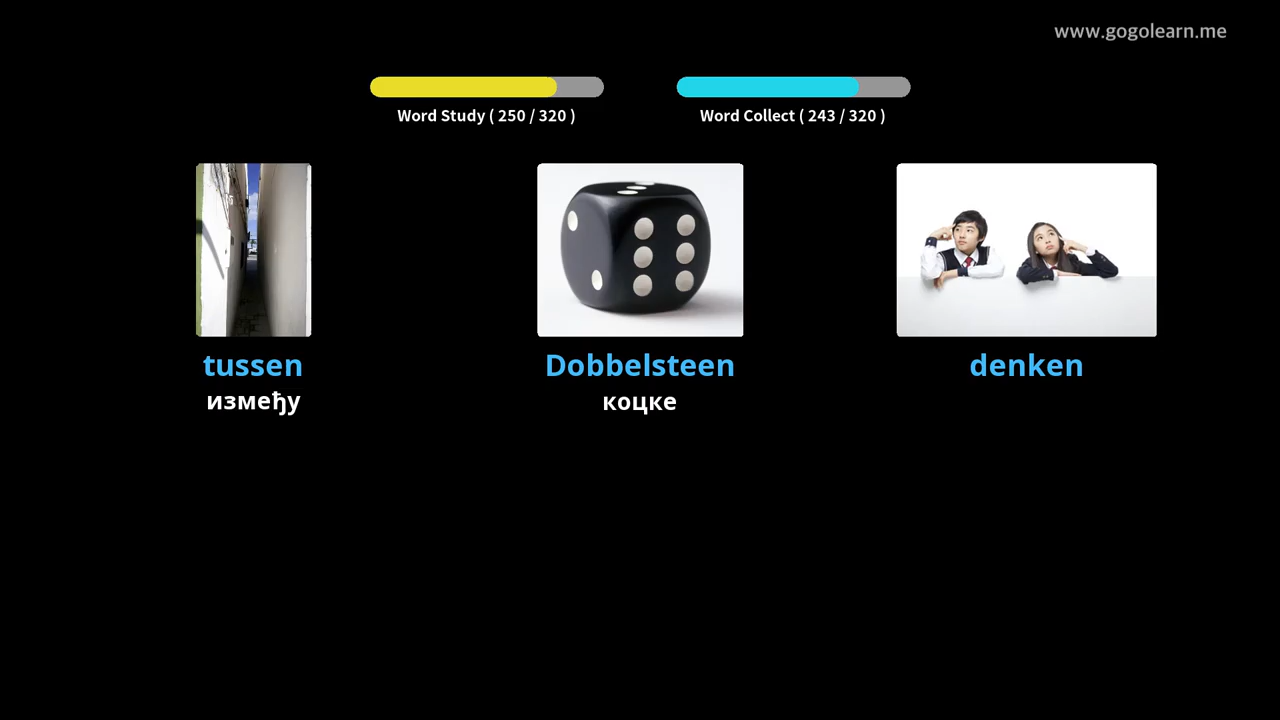 www.gogolearn.me
Word Study ( 250 / 320 )
Word Collect ( 243 / 320 )
tussen
Dobbelsteen
denken
између
коцке